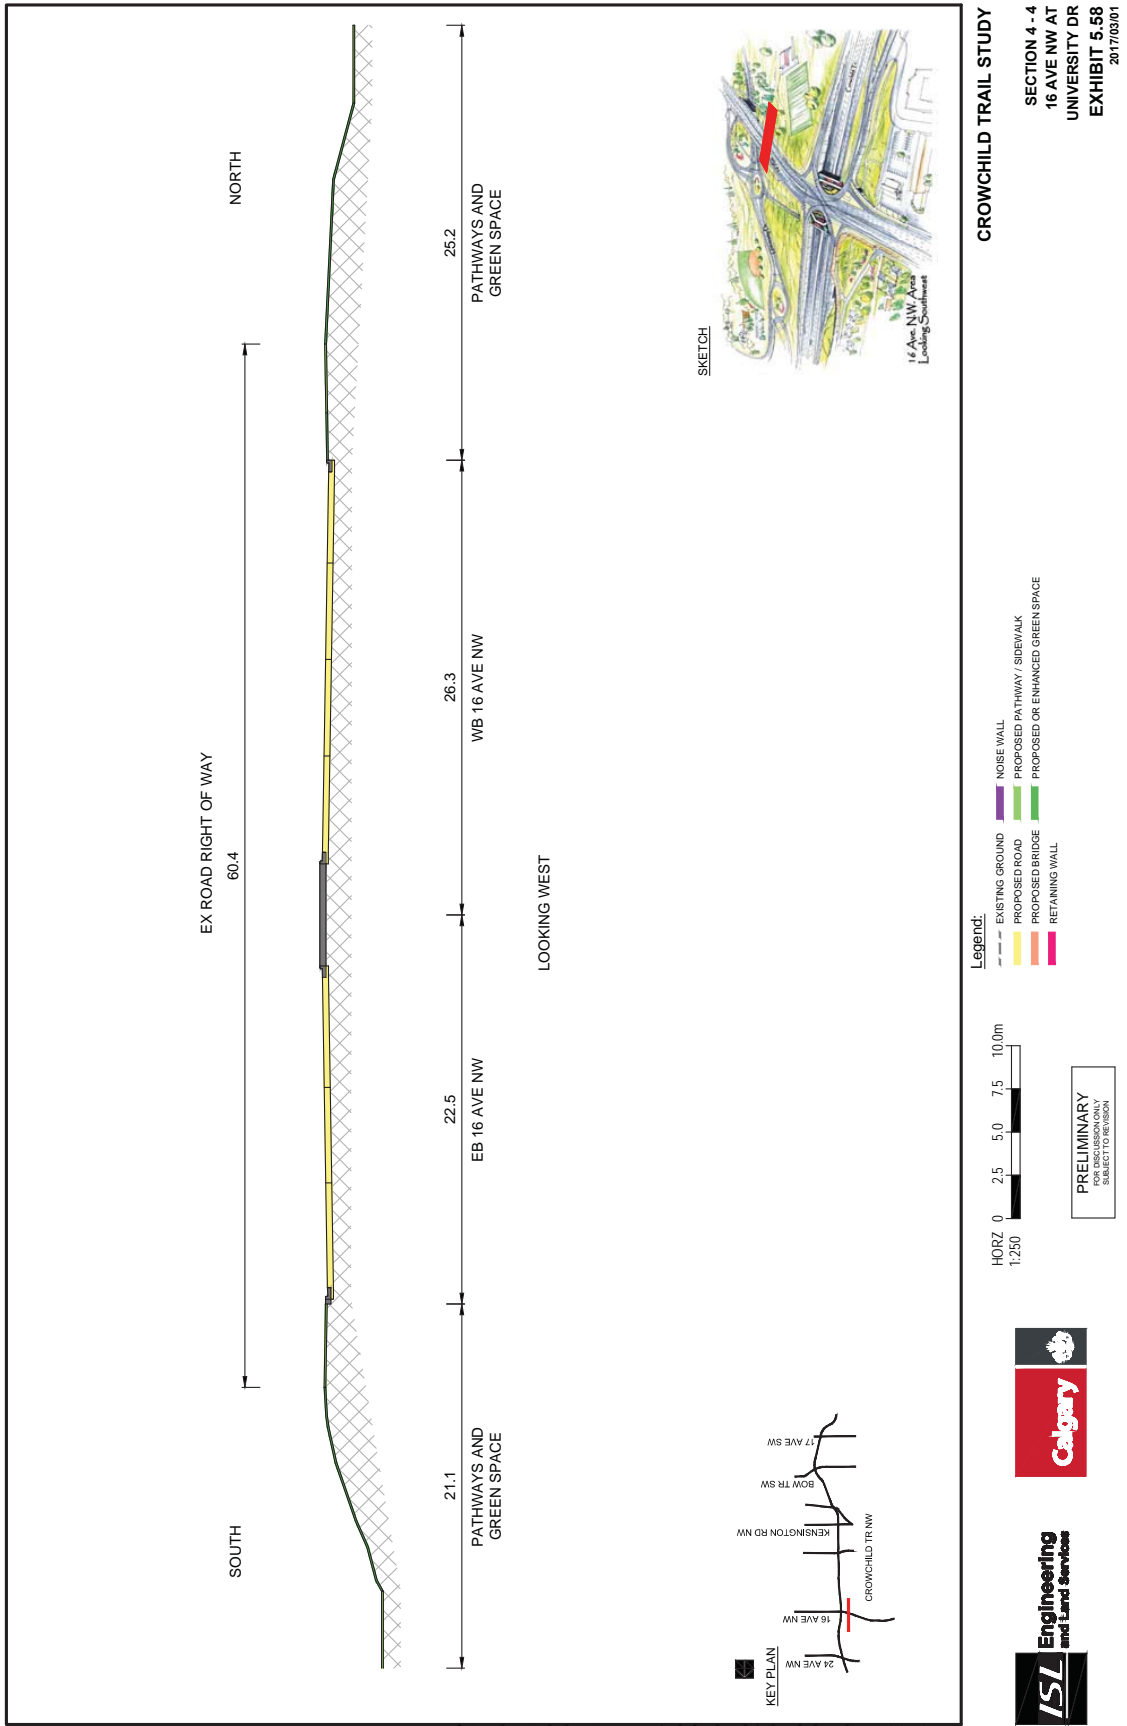 SOUTH
NORTH
EX ROAD RIGHT OF WAY
60.4
21.1
22.5
26.3
25.2
PATHWAYS AND
GREEN SPACE
EB 16 AVE NW
WB 16 AVE NW
PATHWAYS AND
GREEN SPACE
LOOKING WEST
KEY PLAN
24 AVE NW
16 AVE NW
KENSINGTON RD NW
BOW TR SW
17 AVE SW
CROWCHILD TR NW
SKETCH
Crowchild Tr.
16 Ave. N.W. Area
Looking Southwest
ISL Engineering
and Land Services
Calgary
HORZ
1:250
0 2.5 5.0 7.5 10.0m
PRELIMINARY
FOR DISCUSSION ONLY
SUBJECT TO REVISION
Legend:
EXISTING GROUND
PROPOSED ROAD
PROPOSED BRIDGE
RETAINING WALL
NOISE WALL
PROPOSED PATHWAY / SIDEWALK
PROPOSED OR ENHANCED GREEN SPACE
CROWCHILD TRAIL STUDY
SECTION 4 - 4
16 AVE NW AT
UNIVERSITY DR
EXHIBIT 5.58
2017/03/01